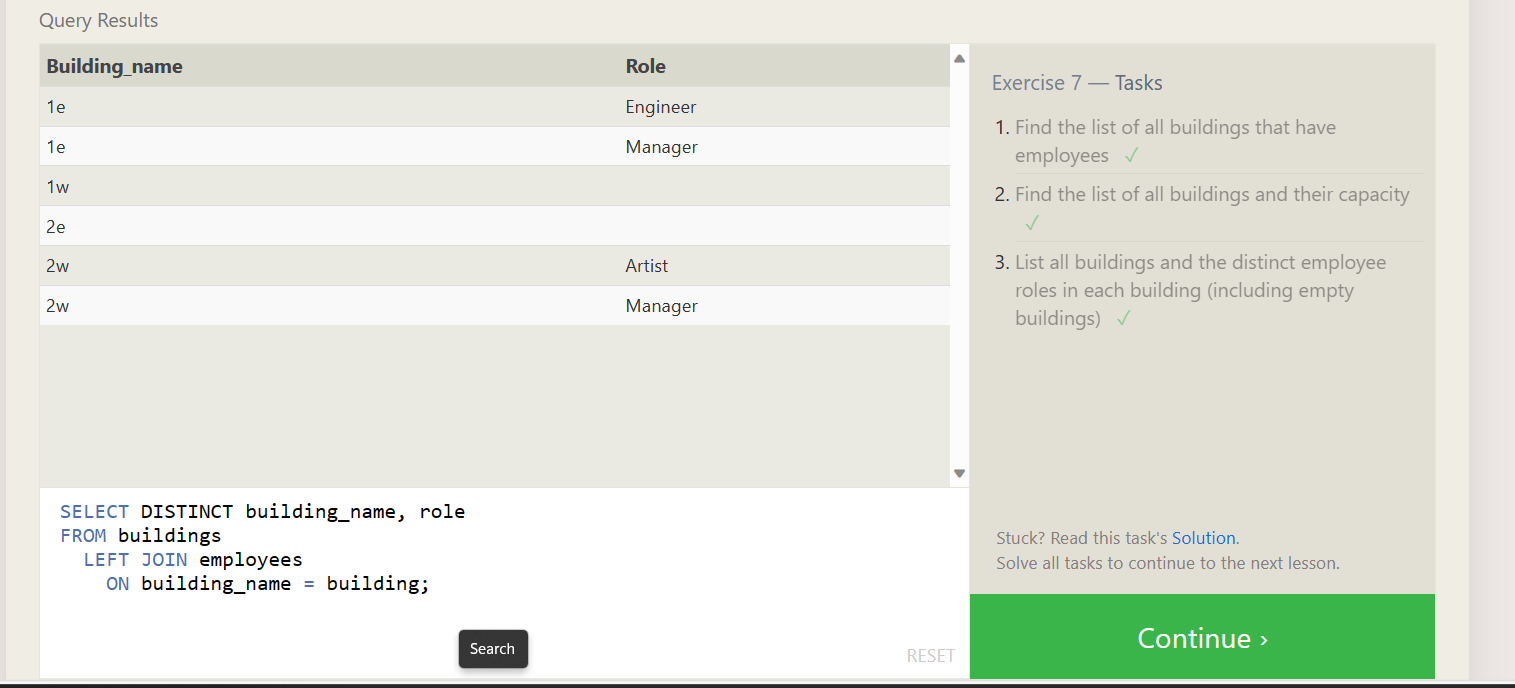 Query Results
Building_name Role
1e Engineer
1e Manager
1w
2e
2w Artist
2w Manager
SELECT DISTINCT building_name, role
FROM buildings
LEFT JOIN employees
ON building_name = building;
Search
RESET
Exercise 7 — Tasks
1. Find the list of all buildings that have
employees ✓
2. Find the list of all buildings and their capacity
✓
3. List all buildings and the distinct employee
roles in each building (including empty
buildings) ✓
Stuck? Read this task's Solution.
Solve all tasks to continue to the next lesson.
Continue ›